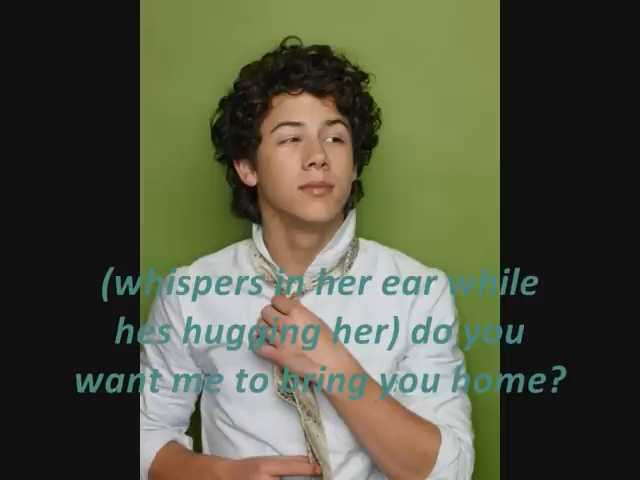 (whispers in her ear while
hes hugging her) do you
want me to bring you home?